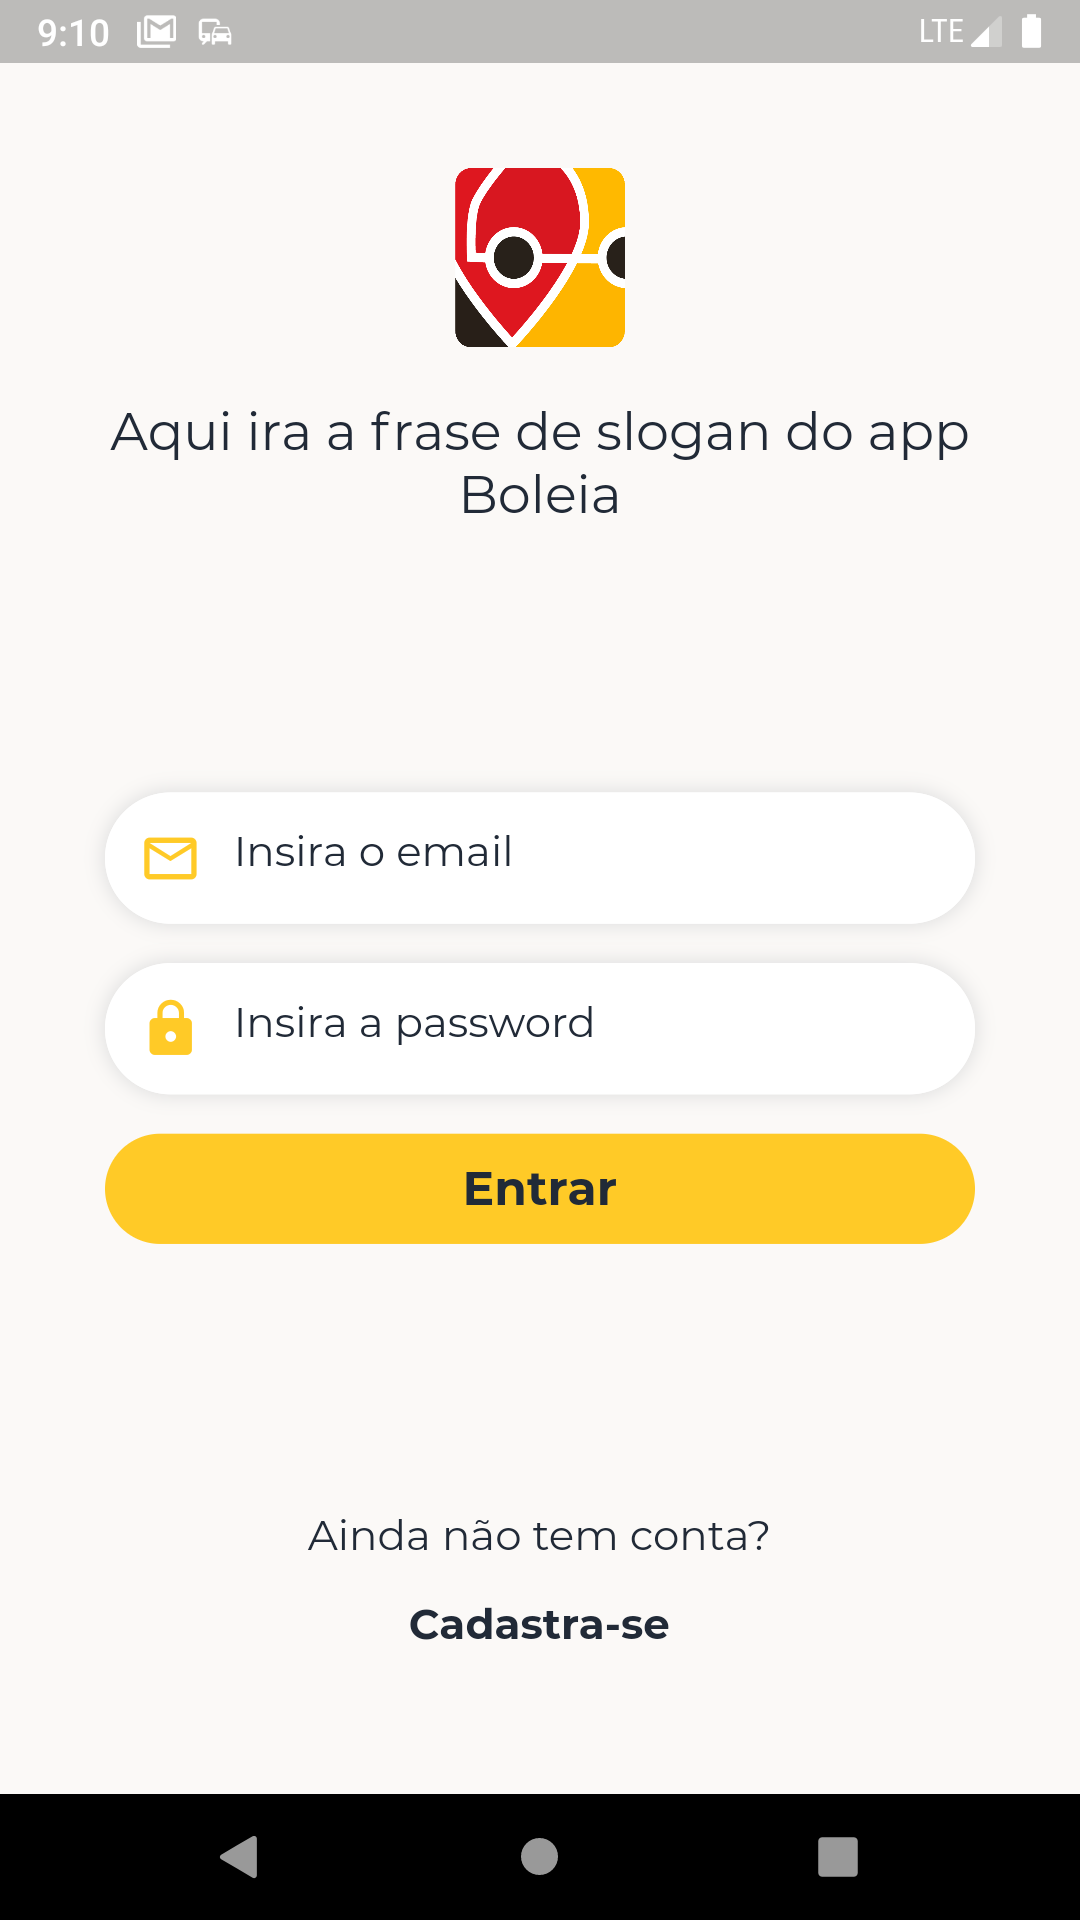 9:10 LTE
Aqui ira a frase de slogan do app
Boleia
Insira o email
Insira a password
Entrar
Ainda não tem conta?
Cadastra-se